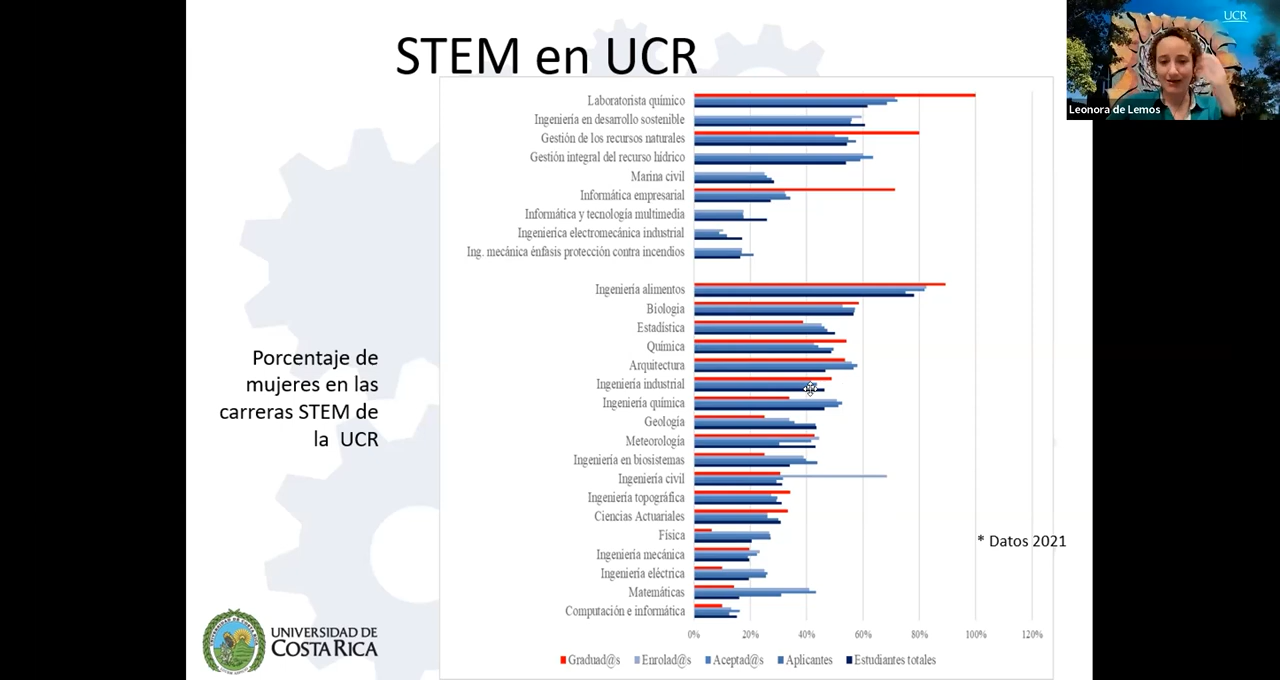 STEM en UCR
UCR
Leonora de Lemos
Laboratorista químico
Ingeniería en desarrollo sostenible
Gestión de los recursos naturales
Gestión integral del recurso hídrico
Marina civil
Informática empresarial
Informática y tecnología multimedia
Ingenierica electromecánica industrial
Ing. mecánica énfasis protección contra incendios
Ingeniería alimentos
Biología
Estadística
Química
Arquitectura
Ingeniería industrial
Ingeniería química
Geología
Meteorología
Ingeniería en biosistemas
Ingeniería civil
Ingeniería topográfica
Ciencias Actuariales
Física
Ingeniería mecánica
Ingeniería eléctrica
Matemáticas
Computación e informática
0% 20% 40% 60% 80% 100% 120%
Graduad@s Enrolad@s Aceptad@s Aplicantes Estudiantes totales
Porcentaje de
mujeres en las
carreras STEM de
la UCR
* Datos 2021
UNIVERSIDAD DE
COSTA RICA